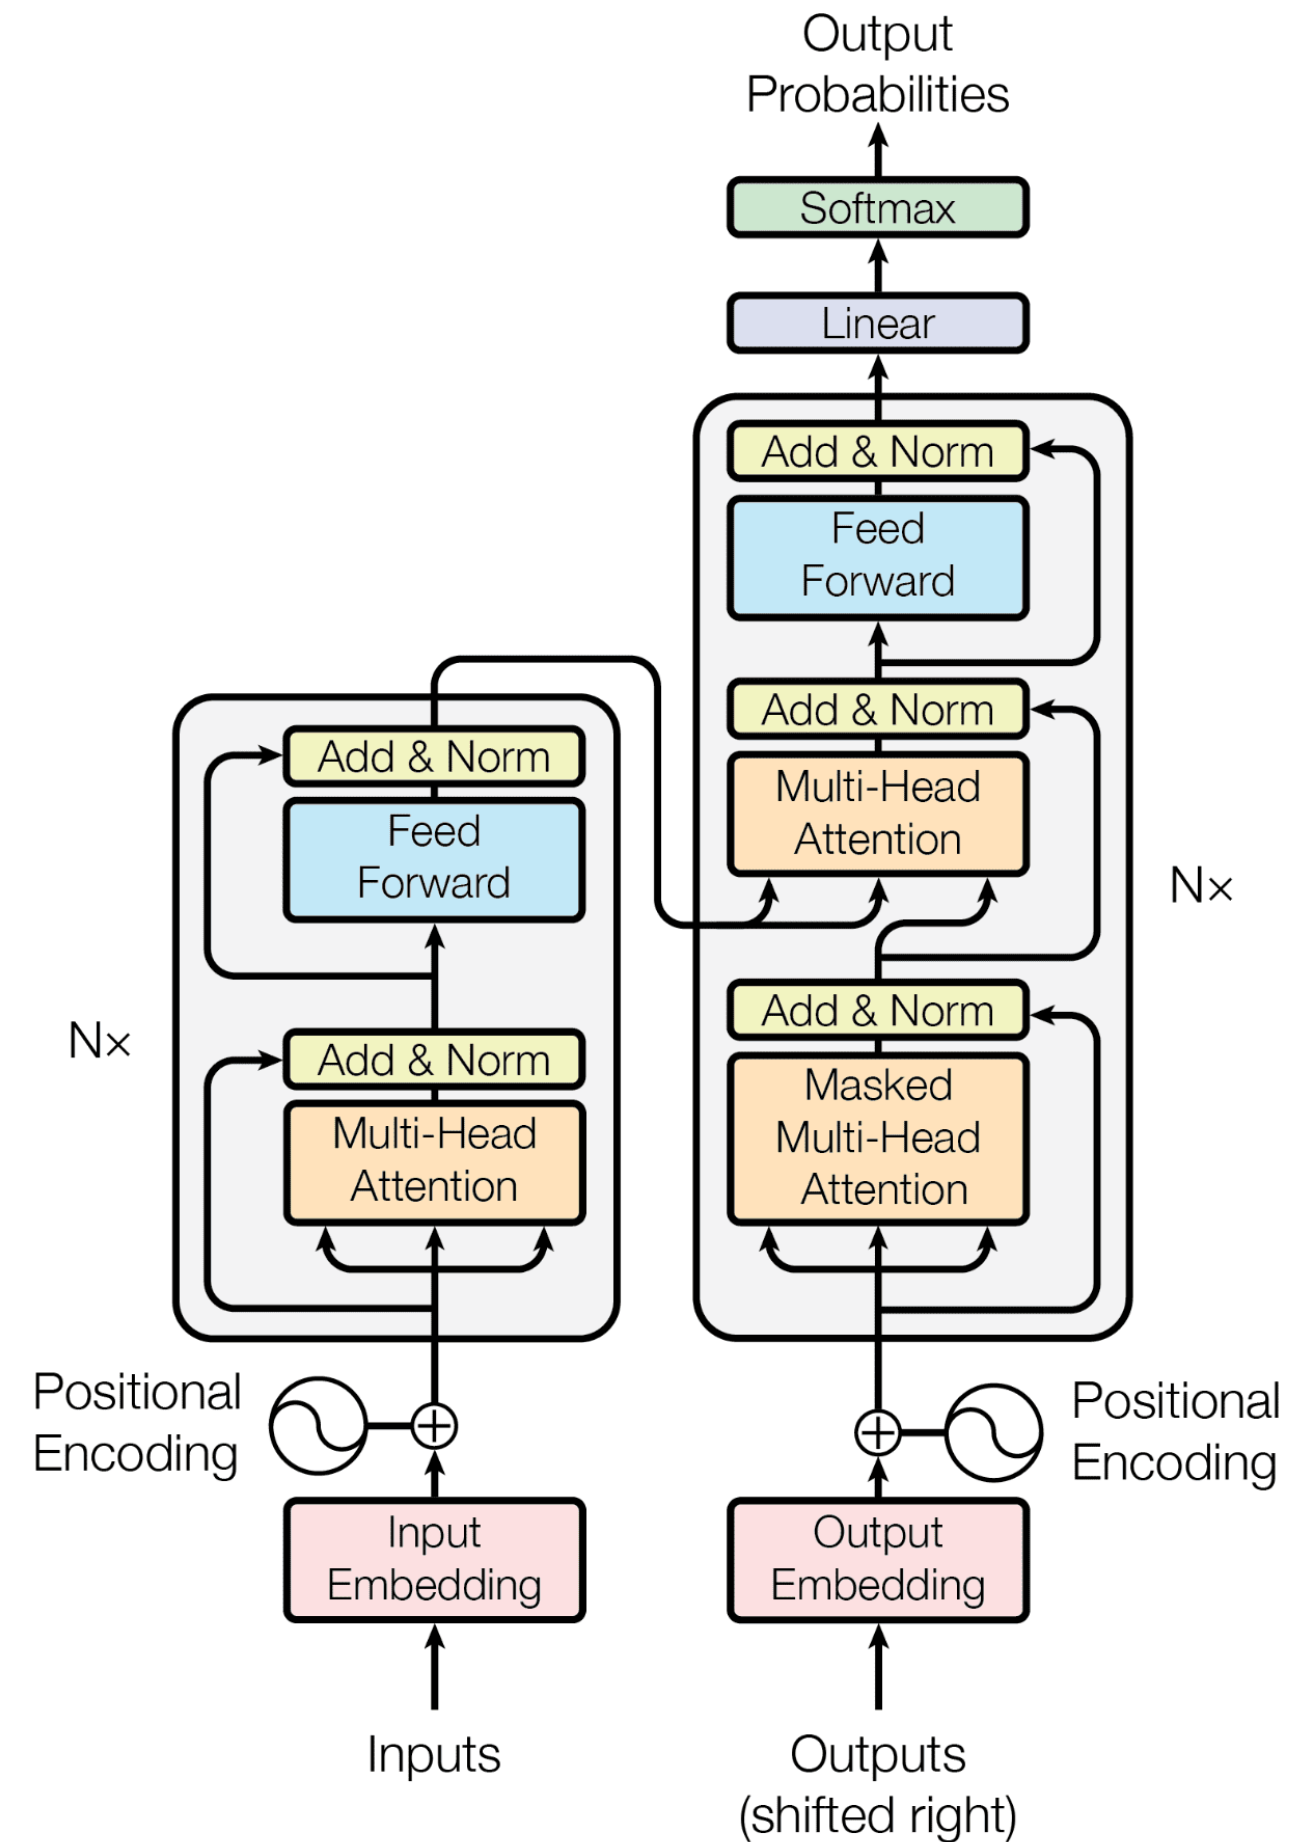 Output
Probabilities
Softmax
Linear
Add & Norm
Feed
Forward
Add & Norm
Multi-Head
Attention
N×
Add & Norm
Masked
Multi-Head
Attention
Positional
Encoding
Output
Embedding
Outputs
(shifted right)
Add & Norm
Feed
Forward
N×
Add & Norm
Multi-Head
Attention
Positional
Encoding
Input
Embedding
Inputs